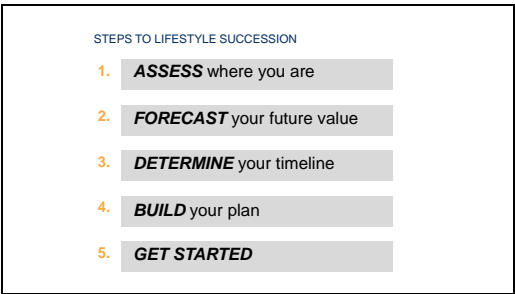 STEPS TO LIFESTYLE SUCCESSION
1. ASSESS where you are
2. FORECAST your future value
3. DETERMINE your timeline
4. BUILD your plan
5. GET STARTED